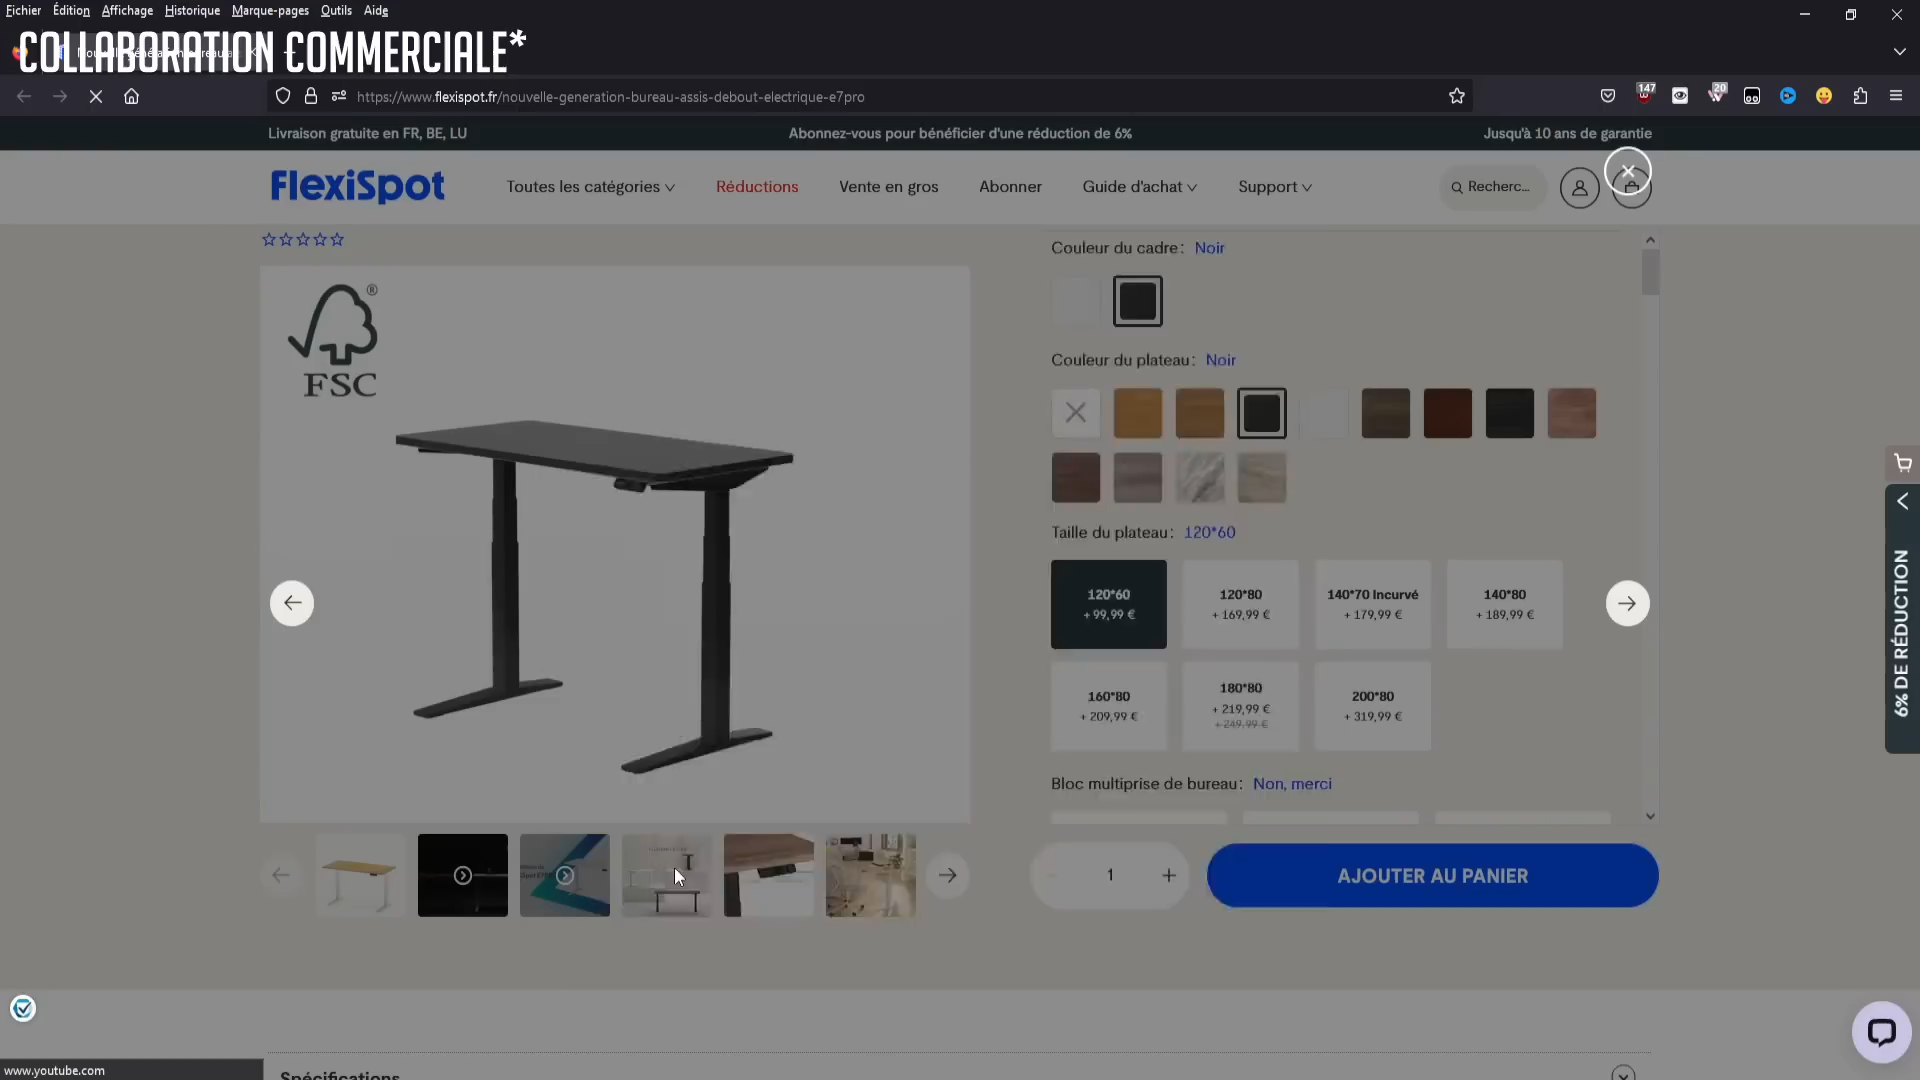 Fichier Édition Affichage Historique Marque-pages Outils Aide
COLLABORATION COMMERCIALE*
https://www.flexispot.fr/nouvelle-generation-bureau-assis-debout-electrique-e7pro
147
20
Livraison gratuite en FR, BE, LU
Abonnez-vous pour bénéficier d'une réduction de 6%
Jusqu'à 10 ans de garantie
FlexiSpot
Toutes les catégories
Réductions
Vente en gros
Abonner
Guide d'achat
Support
Recherc...
Couleur du cadre: Noir
FSC
®
Couleur du plateau: Noir
Taille du plateau: 120*60
120*60 120*80 140*70 Incurvé 140*80
+ 99,99 € + 169,99 € + 179,99 € + 189,99 €
160*80 180*80 200*80
+ 209,99 € + 219,99 € + 319,99 €
+ 249,99 €
Bloc multiprise de bureau: Non, merci
6% DE RÉDUCTION
- 1 +
AJOUTER AU PANIER
www.youtube.com
Spécifications